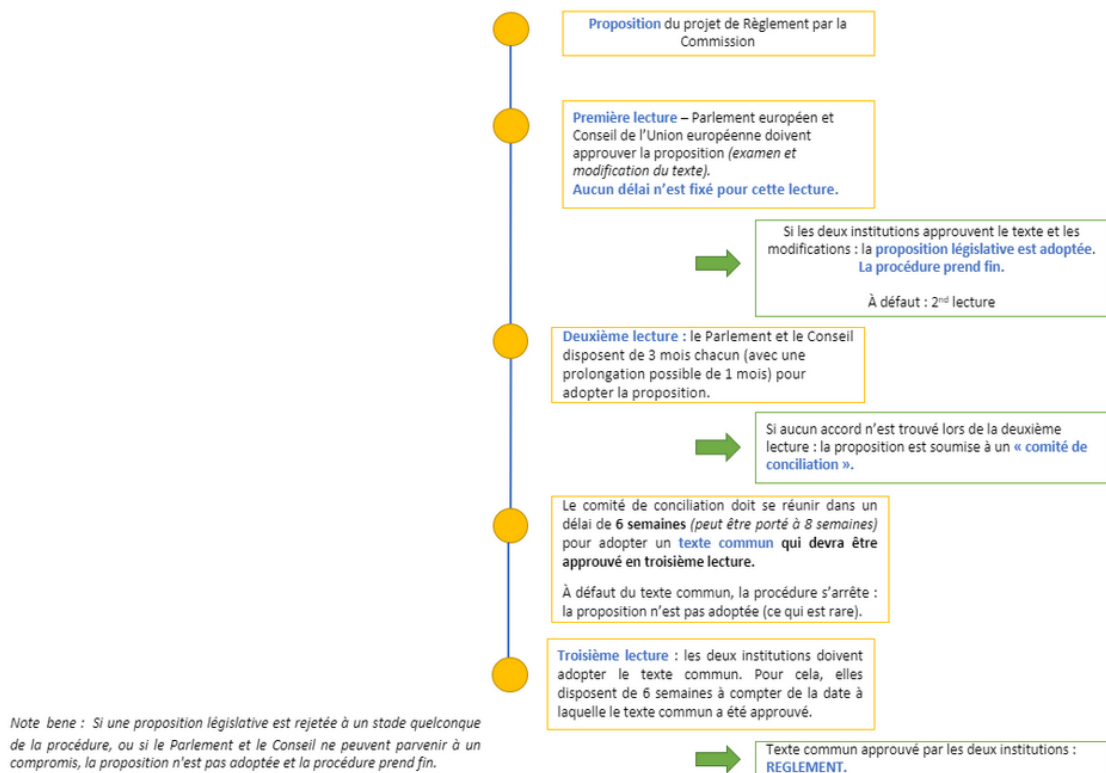 Proposition du projet de Règlement par la
Commission
Première lecture – Parlement européen et
Conseil de l’Union européenne doivent
approuver la proposition (examen et
modification du texte).
Aucun délai n’est fixé pour cette lecture.
Si les deux institutions approuvent le texte et les
modifications : la proposition législative est adoptée.
La procédure prend fin.
À défaut : 2nd lecture
Deuxième lecture : le Parlement et le Conseil
disposent de 3 mois chacun (avec une
prolongation possible de 1 mois) pour
adopter la proposition.
Si aucun accord n’est trouvé lors de la deuxième
lecture : la proposition est soumise à un « comité de
conciliation ».
Le comité de conciliation doit se réunir dans un
délai de 6 semaines (peut être porté à 8 semaines)
pour adopter un texte commun qui devra être
approuvé en troisième lecture.
À défaut du texte commun, la procédure s’arrête :
la proposition n’est pas adoptée (ce qui est rare).
Troisième lecture : les deux institutions doivent
adopter le texte commun. Pour cela, elles
disposent de 6 semaines à compter de la date à
laquelle le texte commun a été approuvé.
Note bene : Si une proposition législative est rejetée à un stade quelconque
de la procédure, ou si le Parlement et le Conseil ne peuvent parvenir à un
compromis, la proposition n'est pas adoptée et la procédure prend fin.
Texte commun approuvé par les deux institutions :
REGLEMENT.